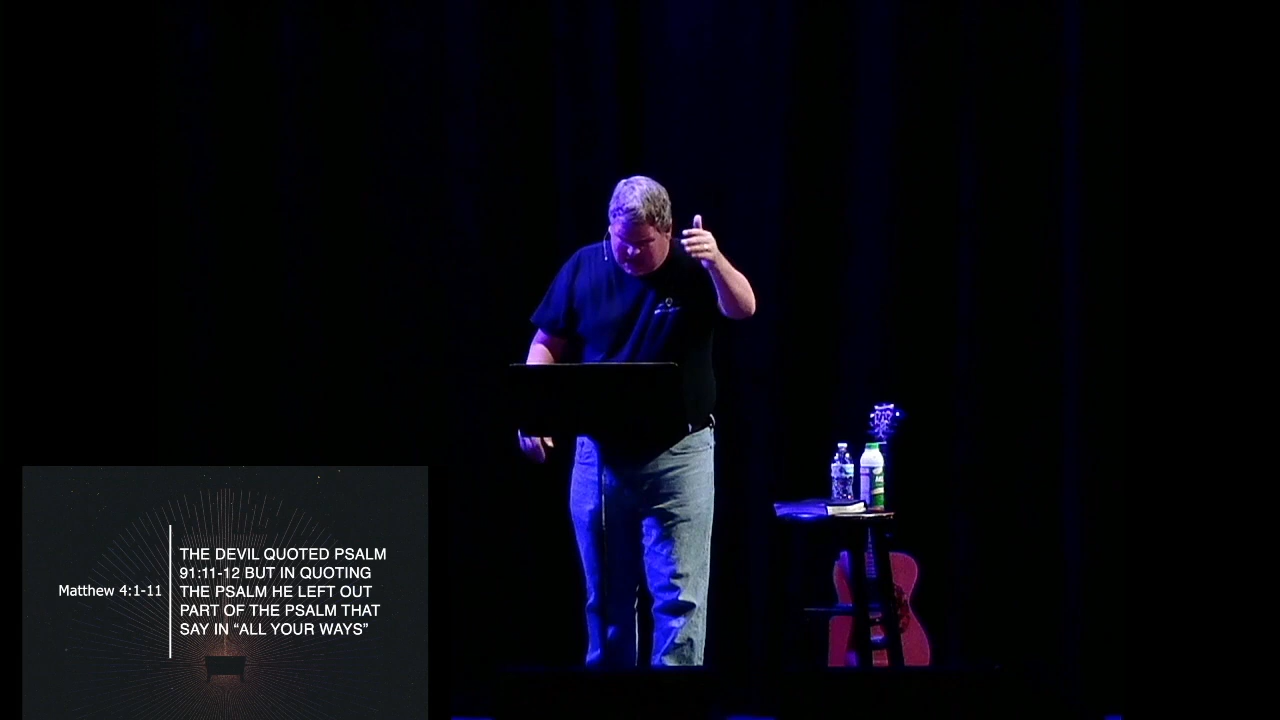 Matthew 4:1-11
THE DEVIL QUOTED PSALM
91:11-12 BUT IN QUOTING
THE PSALM HE LEFT OUT
PART OF THE PSALM THAT
SAY IN “ALL YOUR WAYS”